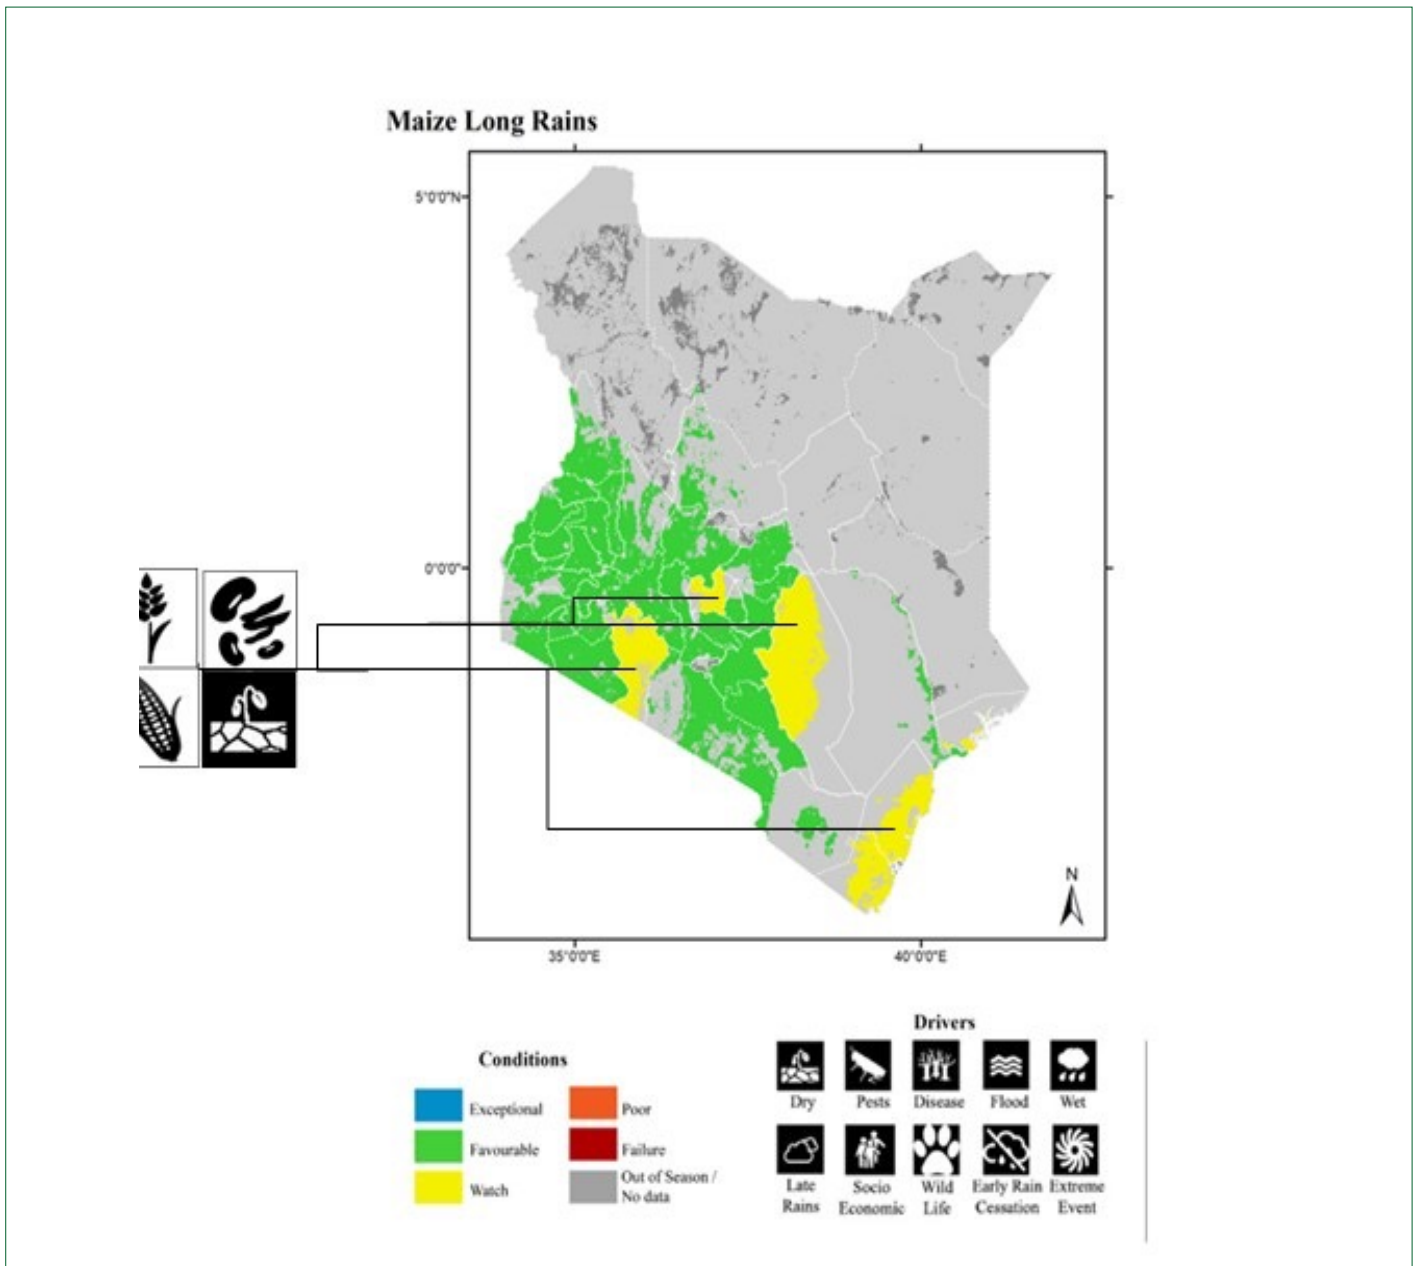 Maize Long Rains
5°0'0"N
0°0'0"
35°0'0"E
40°0'0"E
N
Conditions
Exceptional
Favourable
Watch
Poor
Failure
Out of Season /
No data
Drivers
Dry
Pests
Disease
Flood
Wet
Late
Rains
Socio
Economic
Wild
Life
Early Rain
Cessation
Extreme
Event